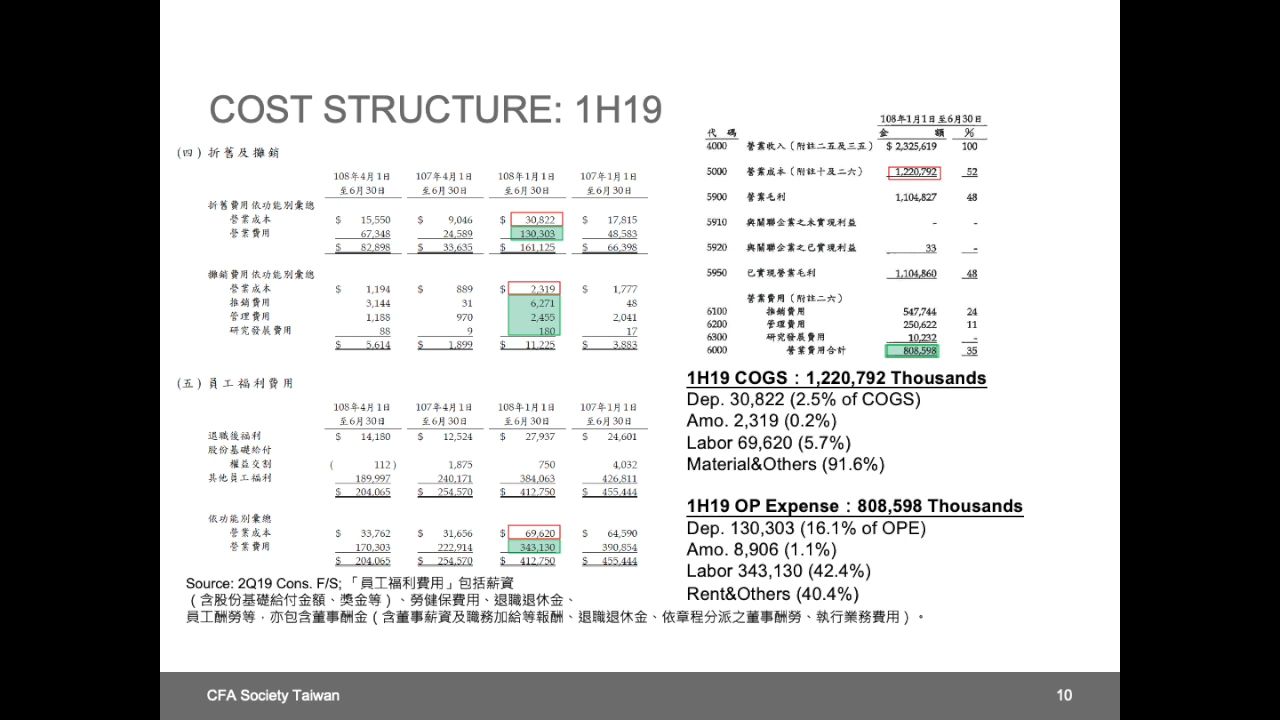 COST STRUCTURE: 1H19
(四)折舊及攤銷
108年4月1日 107年4月1日 108年1月1日 107年1月1日
至6月30日 至6月30日 至6月30日 至6月30日
折舊費用依功能別彙總
營業成本 $ 15,550 $ 9,046 $ 30,822 $ 17,815
營業費用 67,348 24,589 130,303 48,583
$ 82,898 $ 33,635 $ 161,125 $ 66,398
攤銷費用依功能別彙總
營業成本 $ 1,194 $ 889 $ 2,319 $ 1,777
推銷費用 3,144 31 6,271 48
管理費用 1,188 970 2,455 2,041
研究發展費用 88 9 180 17
$ 5,614 $ 1,899 $ 11,225 $ 3,883
(五)員工福利費用
108年4月1日 107年4月1日 108年1月1日 107年1月1日
至6月30日 至6月30日 至6月30日 至6月30日
退職後福利 $ 14,180 $ 12,524 $ 27,937 $ 24,601
股份基礎給付
權益交割 ( 112) 1,875 750 4,032
其他員工福利 189,997 240,171 384,063 426,811
$ 204,065 $ 254,570 $ 412,750 $ 455,444
依功能別彙總
營業成本 $ 33,762 $ 31,656 $ 69,620 $ 64,590
營業費用 170,303 222,914 343,130 390,854
$ 204,065 $ 254,570 $ 412,750 $ 455,444
Source: 2Q19 Cons. F/S; 「員工福利費用」包括薪資
(含股份基礎給付金額、獎金等)、勞健保費用、退職退休金、
員工酬勞等，亦包含董事酬金(含董事薪資及職務加給等報酬、退職退休金、依章程分派之董事酬勞、執行業務費用)。
108年1月1日至6月30日
代 碼 金 額 %
4000 營業收入(附註二五及三五) $ 2,325,619 100
5000 營業成本(附註十及二六) 1,220,792 52
5900 營業毛利 1,104,827 48
5910 與關聯企業之未實現利益 - -
5920 與關聯企業之已實現利益 33 -
5950 已實現營業毛利 1,104,860 48
營業費用(附註二六)
6100 推銷費用 547,744 24
6200 管理費用 250,622 11
6300 研究發展費用 10,232 -
6000 營業費用合計 808,598 35
1H19 COGS：1,220,792 Thousands
Dep. 30,822 (2.5% of COGS)
Amo. 2,319 (0.2%)
Labor 69,620 (5.7%)
Material&Others (91.6%)
1H19 OP Expense：808,598 Thousands
Dep. 130,303 (16.1% of OPE)
Amo. 8,906 (1.1%)
Labor 343,130 (42.4%)
Rent&Others (40.4%)
CFA Society Taiwan
10